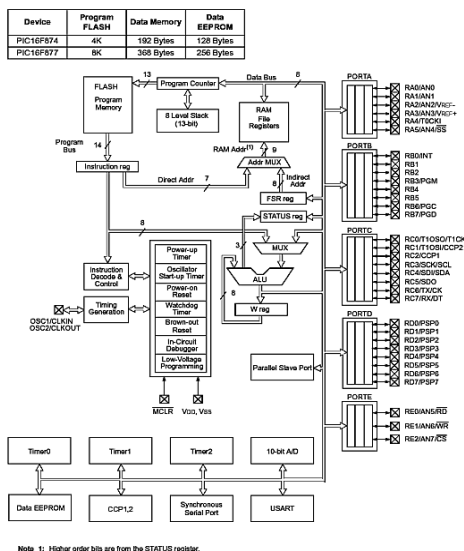 Device Program FLASH Data Memory Data EEPROM
PIC16F874 4K 192 Bytes 128 Bytes
PIC16F877 8K 368 Bytes 256 Bytes
13
Data Bus
8
PORTA
FLASH
Program
Memory
Program Counter
8 Level Stack
(13-bit)
RAM
File
Registers
RA0/AN0
RA1/AN1
RA2/AN2/VREF-
RA3/AN3/VREF+
RA4/T0CKI
RA5/AN4/SS
Program
Bus
14
RAM Addr(1)
9
PORTB
Instruction reg
Addr MUX
Direct Addr
7
8
Indirect
Addr
FSR reg
STATUS reg
RB0/INT
RB1
RB2
RB3/PGM
RB4
RB5
RB6/PGC
RB7/PGD
8
3
MUX
PORTC
Power-up
Timer
Oscillator
Start-up Timer
Power-on
Reset
Watchdog
Timer
Brown-out
Reset
In-Circuit
Debugger
Low-Voltage
Programming
Instruction
Decode &
Control
ALU
8
W reg
RC0/T1OSO/T1CK
RC1/T1OSI/CCP2
RC2/CCP1
RC3/SCK/SCL
RC4/SDI/SDA
RC5/SDO
RC6/TX/CK
RC7/RX/DT
Timing
Generation
OSC1/CLKIN
OSC2/CLKOUT
PORTD
RD0/PSP0
RD1/PSP1
RD2/PSP2
RD3/PSP3
RD4/PSP4
RD5/PSP5
RD6/PSP6
RD7/PSP7
Parallel Slave Port
MCLR
VDD, VSS
PORTE
RE0/AN5/RD
RE1/AN6/WR
RE2/AN7/CS
Timer0 Timer1 Timer2 10-bit A/D
Data EEPROM CCP1,2 Synchronous Serial Port USART
Note 1: Higher order bits are from the STATUS register.